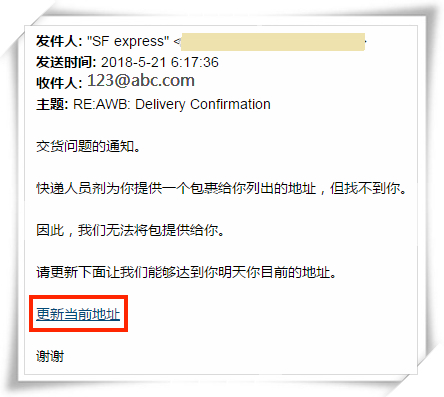 发件人: "SF express" <
发送时间: 2018-5-21 6:17:36
收件人: 123@abc.com
主题: RE:AWB: Delivery Confirmation
交货问题的通知。
快递人员剂为你提供一个包惠给你列出的地址，但找不到你。
因此，我们无法将包提供给你。
请更新下面让我们能够达到你明天你目前的地址。
更新当前地址
谢谢